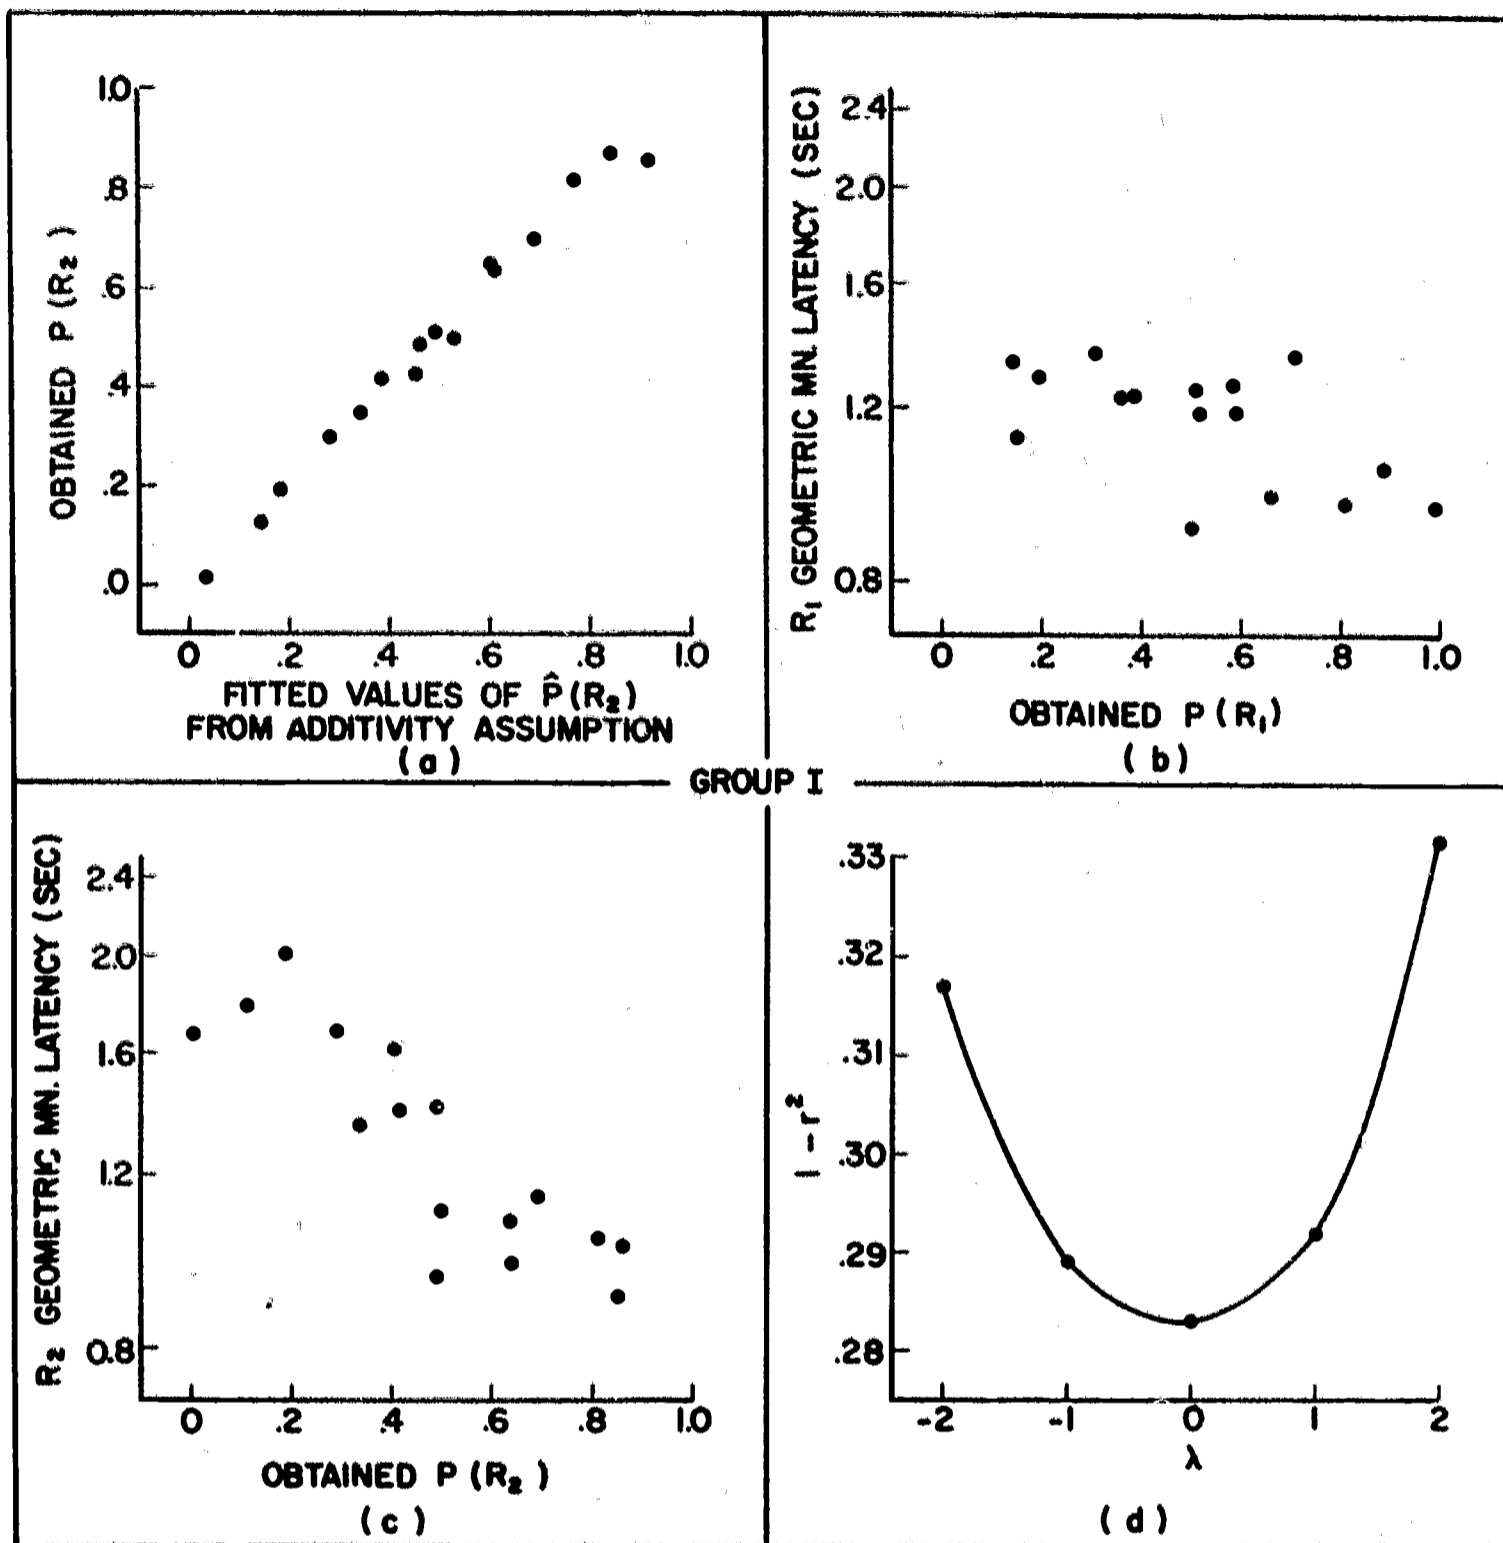 1.0
.8
.6
.4
.2
.0
OBTAINED P (R₂)
0 .2 .4 .6 .8 1.0
FITTED VALUES OF P̂ (R₂)
FROM ADDITIVITY ASSUMPTION
(a)
2.4
2.0
1.6
1.2
0.8
R₁ GEOMETRIC MN. LATENCY (SEC)
0 .2 .4 .6 .8 1.0
OBTAINED P (R₁)
(b)
GROUP I
2.4
2.0
1.6
1.2
0.8
R₂ GEOMETRIC MN. LATENCY (SEC)
0 .2 .4 .6 .8 1.0
OBTAINED P (R₂)
(c)
.33
.32
.31
.30
.29
.28
1 - r²
-2 -1 0 1 2
λ
(d)